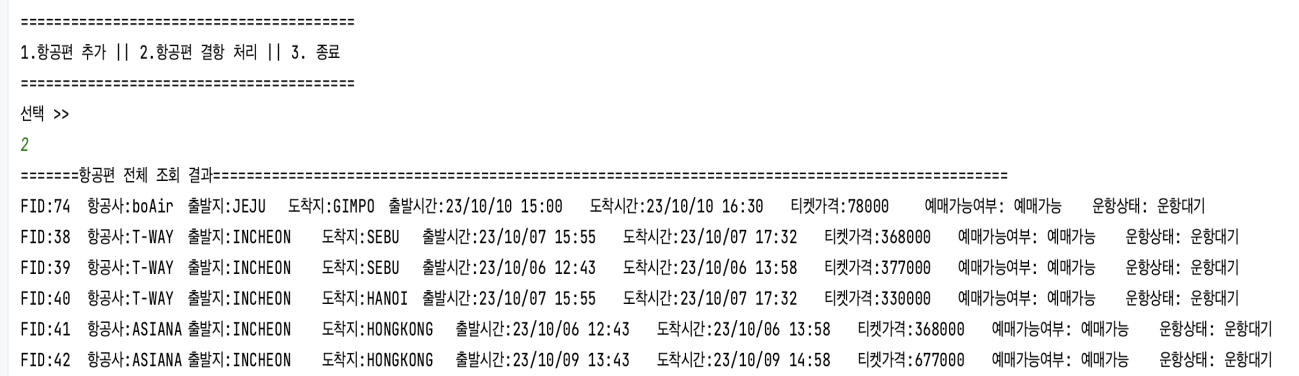 ========================================
1.항공편 추가 || 2.항공편 결항 처리 || 3. 종료
========================================
선택 >>
2
=======항공편 전체 조회 결과===============================================================================================
FID:74 항공사:boAir 출발지:JEJU 도착지:GIMPO 출발시간:23/10/10 15:00 도착시간:23/10/10 16:30 티켓가격:78000 예매가능여부: 예매가능 운항상태: 운항대기
FID:38 항공사:T-WAY 출발지:INCHEON 도착지:SEBU 출발시간:23/10/07 15:55 도착시간:23/10/07 17:32 티켓가격:368000 예매가능여부: 예매가능 운항상태: 운항대기
FID:39 항공사:T-WAY 출발지:INCHEON 도착지:SEBU 출발시간:23/10/06 12:43 도착시간:23/10/06 13:58 티켓가격:377000 예매가능여부: 예매가능 운항상태: 운항대기
FID:40 항공사:T-WAY 출발지:INCHEON 도착지:HANOI 출발시간:23/10/07 15:55 도착시간:23/10/07 17:32 티켓가격:330000 예매가능여부: 예매가능 운항상태: 운항대기
FID:41 항공사:ASIANA 출발지:INCHEON 도착지:HONGKONG 출발시간:23/10/06 12:43 도착시간:23/10/06 13:58 티켓가격:368000 예매가능여부: 예매가능 운항상태: 운항대기
FID:42 항공사:ASIANA 출발지:INCHEON 도착지:HONGKONG 출발시간:23/10/09 13:43 도착시간:23/10/09 14:58 티켓가격:677000 예매가능여부: 예매가능 운항상태: 운항대기